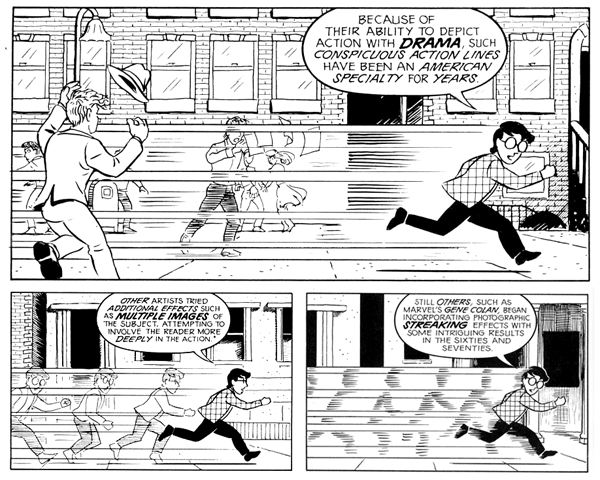 BECAUSE OF
THEIR ABILITY TO DEPICT
ACTION WITH DRAMA, SUCH
CONSPICUOUS ACTION LINES
HAVE BEEN AN AMERICAN
SPECIALTY FOR YEARS.
OTHER ARTISTS TRIED
ADDITIONAL EFFECTS SUCH
AS MULTIPLE IMAGES
OF THE SUBJECT, ATTEMPTING
TO INVOLVE THE READER MORE
DEEPLY IN THE ACTION.*
STILL OTHERS, SUCH AS
MARVEL'S GENE COLAN, BEGAN
INCORPORATING PHOTOGRAPHIC
STREAKING EFFECTS WITH
SOME INTRIGUING RESULTS
IN THE SIXTIES AND
SEVENTIES.